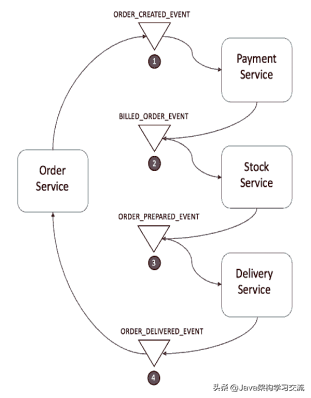 ORDER_CREATED_EVENT
1
Payment
Service
BILLED_ORDER_EVENT
2
Order
Service
Stock
Service
ORDER_PREPARED_EVENT
3
Delivery
Service
ORDER_DELIVERED_EVENT
4
头条 @Java架构学习交流